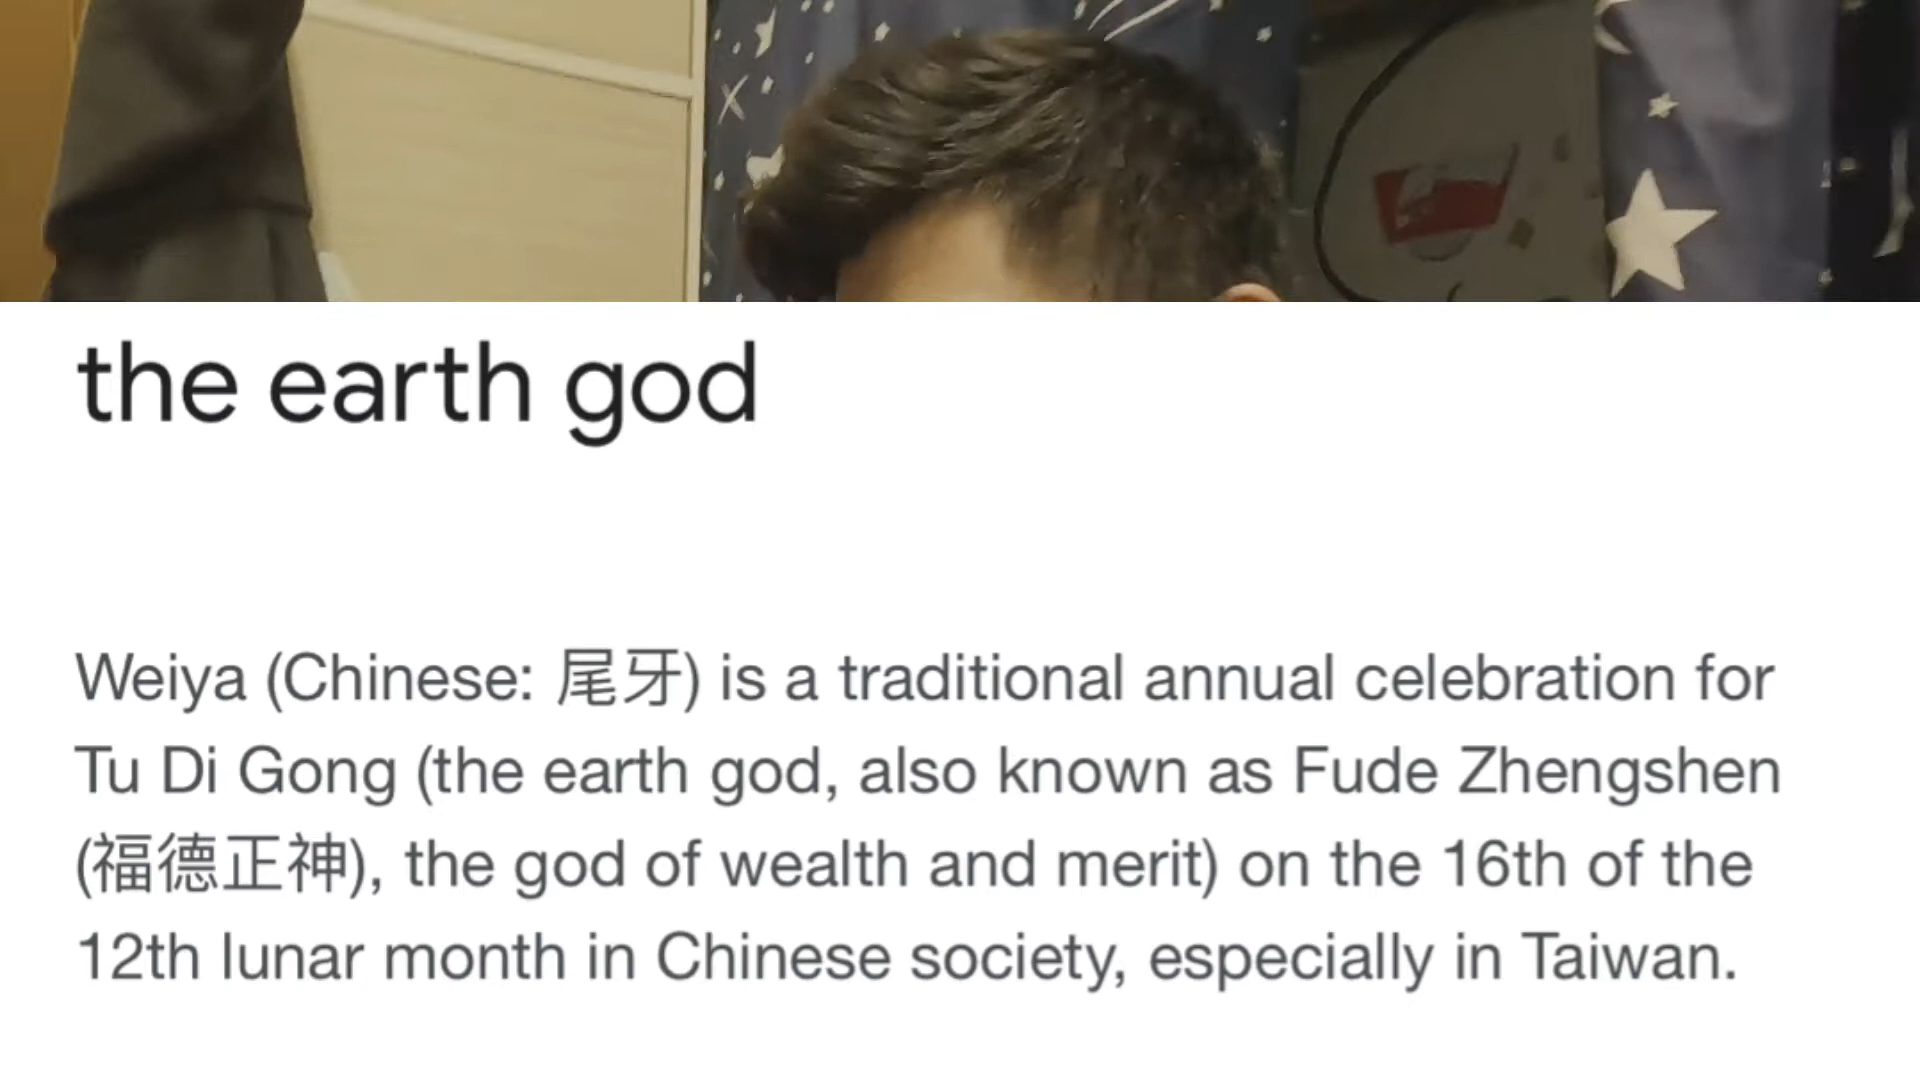 the earth god
Weiya (Chinese: 尾牙) is a traditional annual celebration for
Tu Di Gong (the earth god, also known as Fude Zhengshen
(福德正神), the god of wealth and merit) on the 16th of the
12th lunar month in Chinese society, especially in Taiwan.